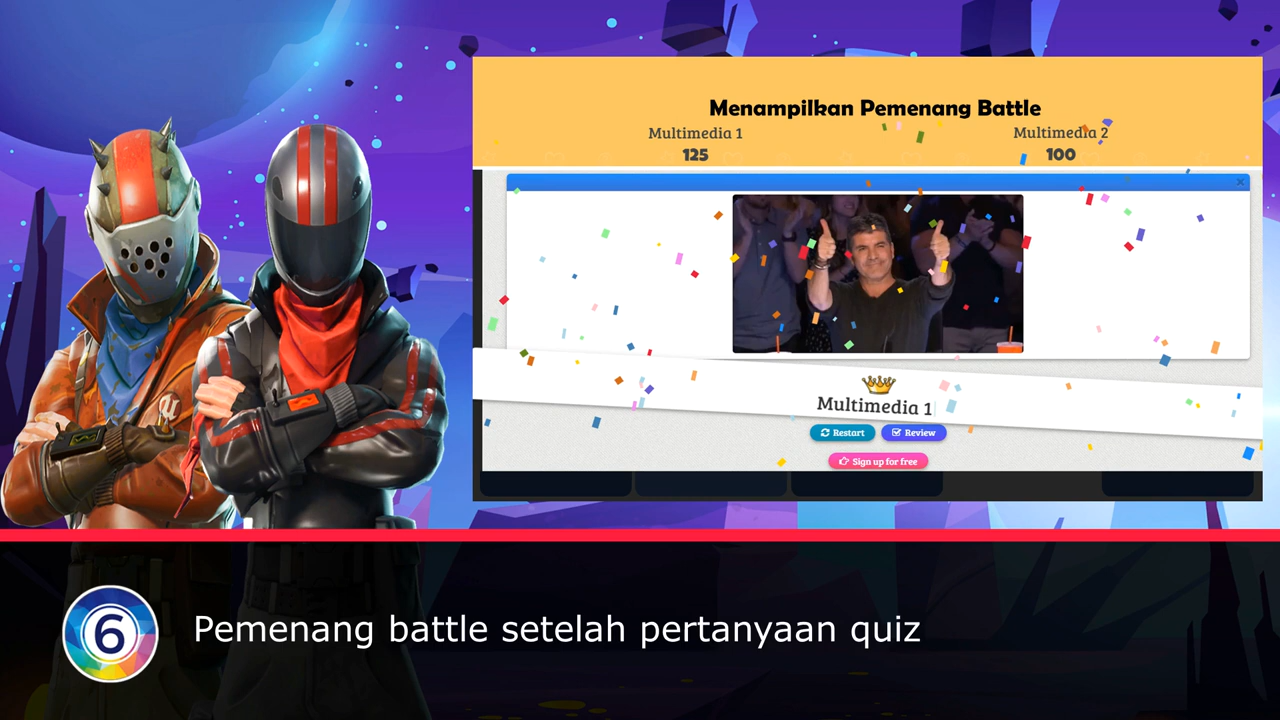 Menampilkan Pemenang Battle
Multimedia 1
125
Multimedia 2
100
Multimedia 1
Restart
Review
Sign up for free
6
Pemenang battle setelah pertanyaan quiz